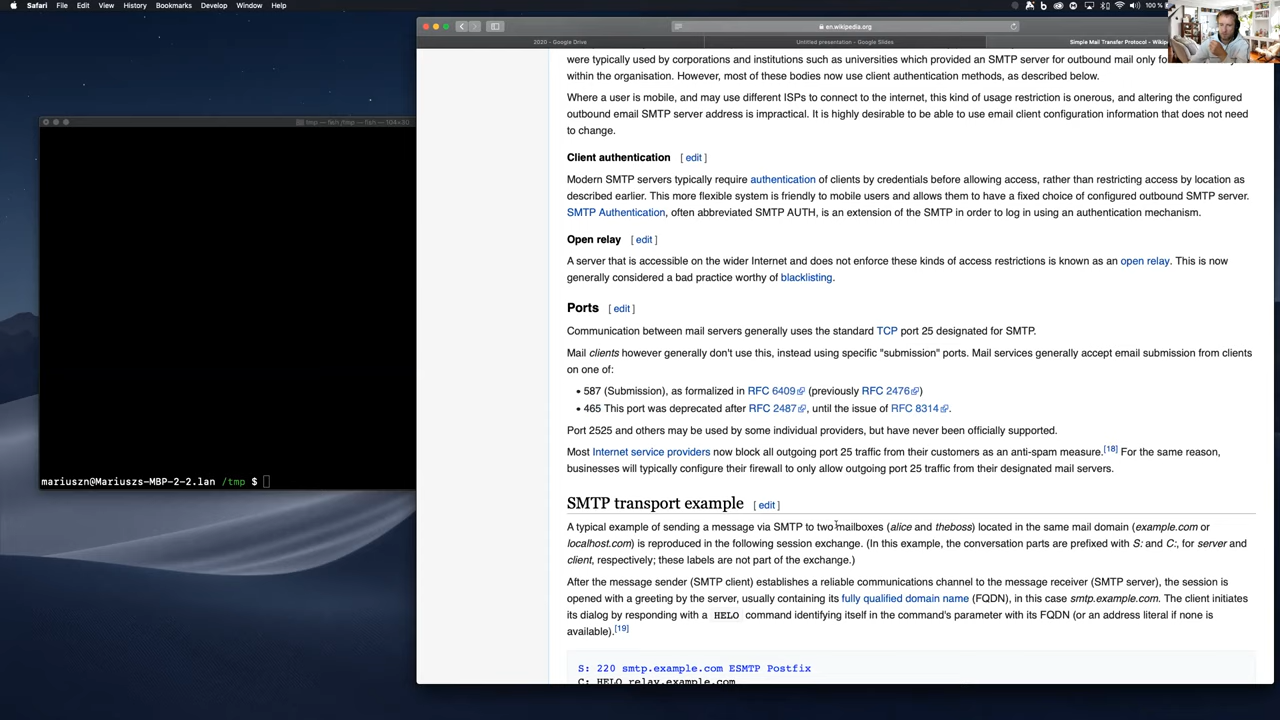 Safari File Edit View History Bookmarks Develop Window Help
100 %
en.wikipedia.org
2020 - Google Drive
Untitled presentation - Google Slides
Simple Mail Transfer Protocol - Wikip
were typically used by corporations and institutions such as universities which provided an SMTP server for outbound mail only fo
within the organisation. However, most of these bodies now use client authentication methods, as described below.
Where a user is mobile, and may use different ISPs to connect to the internet, this kind of usage restriction is onerous, and altering the configured
outbound email SMTP server address is impractical. It is highly desirable to be able to use email client configuration information that does not need
to change.
Client authentication [ edit ]
Modern SMTP servers typically require authentication of clients by credentials before allowing access, rather than restricting access by location as
described earlier. This more flexible system is friendly to mobile users and allows them to have a fixed choice of configured outbound SMTP server.
SMTP Authentication, often abbreviated SMTP AUTH, is an extension of the SMTP in order to log in using an authentication mechanism.
Open relay [ edit ]
A server that is accessible on the wider Internet and does not enforce these kinds of access restrictions is known as an open relay. This is now
generally considered a bad practice worthy of blacklisting.
Ports [ edit ]
Communication between mail servers generally uses the standard TCP port 25 designated for SMTP.
Mail clients however generally don't use this, instead using specific "submission" ports. Mail services generally accept email submission from clients
on one of:
• 587 (Submission), as formalized in RFC 6409 (previously RFC 2476)
• 465 This port was deprecated after RFC 2487, until the issue of RFC 8314.
Port 2525 and others may be used by some individual providers, but have never been officially supported.
Most Internet service providers now block all outgoing port 25 traffic from their customers as an anti-spam measure.[18] For the same reason,
businesses will typically configure their firewall to only allow outgoing port 25 traffic from their designated mail servers.
SMTP transport example [ edit ]
A typical example of sending a message via SMTP to two mailboxes (alice and theboss) located in the same mail domain (example.com or
localhost.com) is reproduced in the following session exchange. (In this example, the conversation parts are prefixed with S: and C:, for server and
client, respectively; these labels are not part of the exchange.)
After the message sender (SMTP client) establishes a reliable communications channel to the message receiver (SMTP server), the session is
opened with a greeting by the server, usually containing its fully qualified domain name (FQDN), in this case smtp.example.com. The client initiates
its dialog by responding with a HELO command identifying itself in the command's parameter with its FQDN (or an address literal if none is
available).[19]
S: 220 smtp.example.com ESMTP Postfix
C: HELO relay.example.com
tmp — fish /tmp — fish — 104×30
mariuszn@Mariuszs-MBP-2-2.lan /tmp $